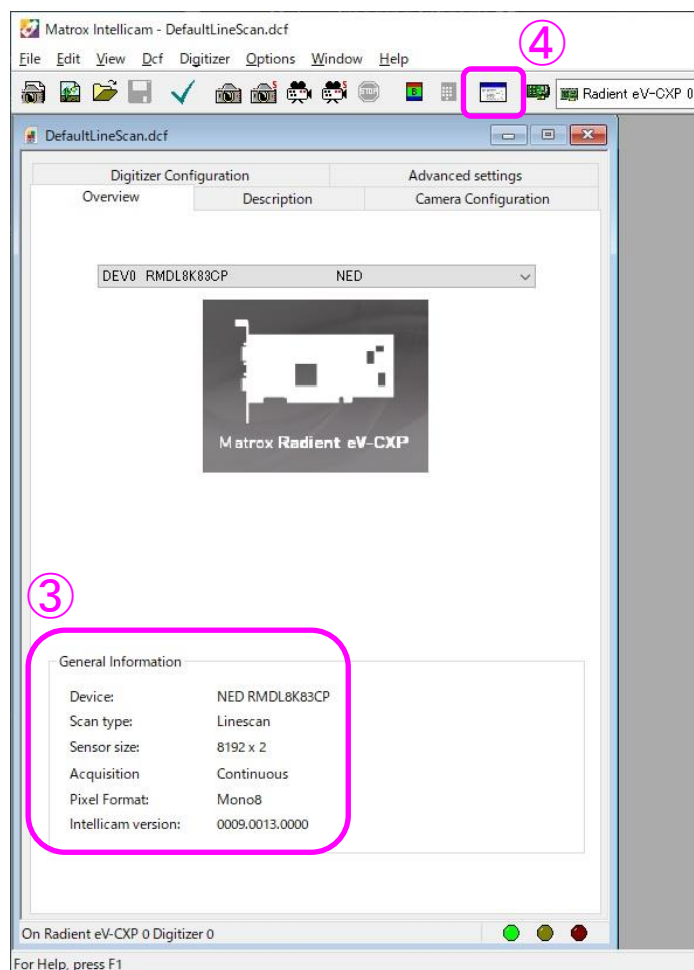 Matrox Intellicam - DefaultLineScan.dcf
④
File Edit View Dcf Digitizer Options Window Help
STOP
Radient eV-CXP 0
DefaultLineScan.dcf
Digitizer Configuration Advanced settings
Overview Description Camera Configuration
DEV0 RMDL8K83CP NED
Matrox Radient eV-CXP
③
General Information
Device: NED RMDL8K83CP
Scan type: Linescan
Sensor size: 8192 x 2
Acquisition Continuous
Pixel Format: Mono8
Intellicam version: 0009.0013.0000
On Radient eV-CXP 0 Digitizer 0
For Help, press F1